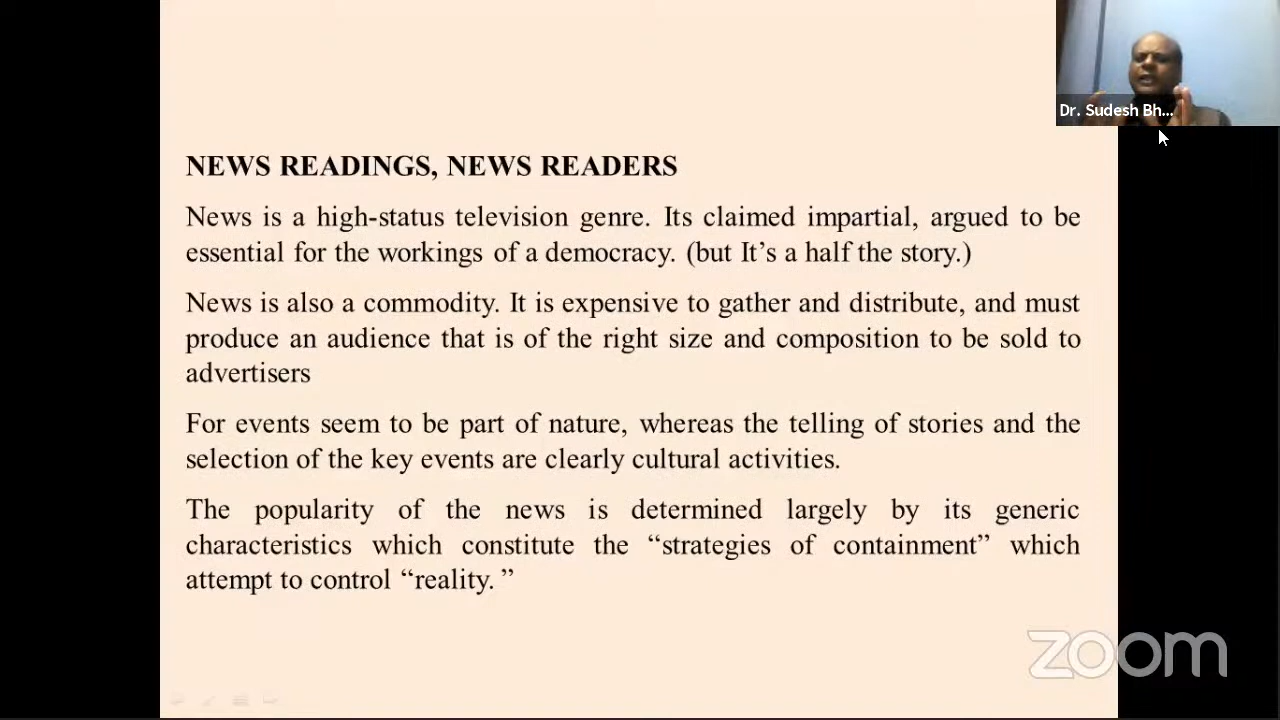 Dr. Sudesh Bh...
NEWS READINGS, NEWS READERS
News is a high-status television genre. Its claimed impartial, argued to be
essential for the workings of a democracy. (but It’s a half the story.)
News is also a commodity. It is expensive to gather and distribute, and must
produce an audience that is of the right size and composition to be sold to
advertisers
For events seem to be part of nature, whereas the telling of stories and the
selection of the key events are clearly cultural activities.
The popularity of the news is determined largely by its generic
characteristics which constitute the “strategies of containment” which
attempt to control “reality. ”
zoom